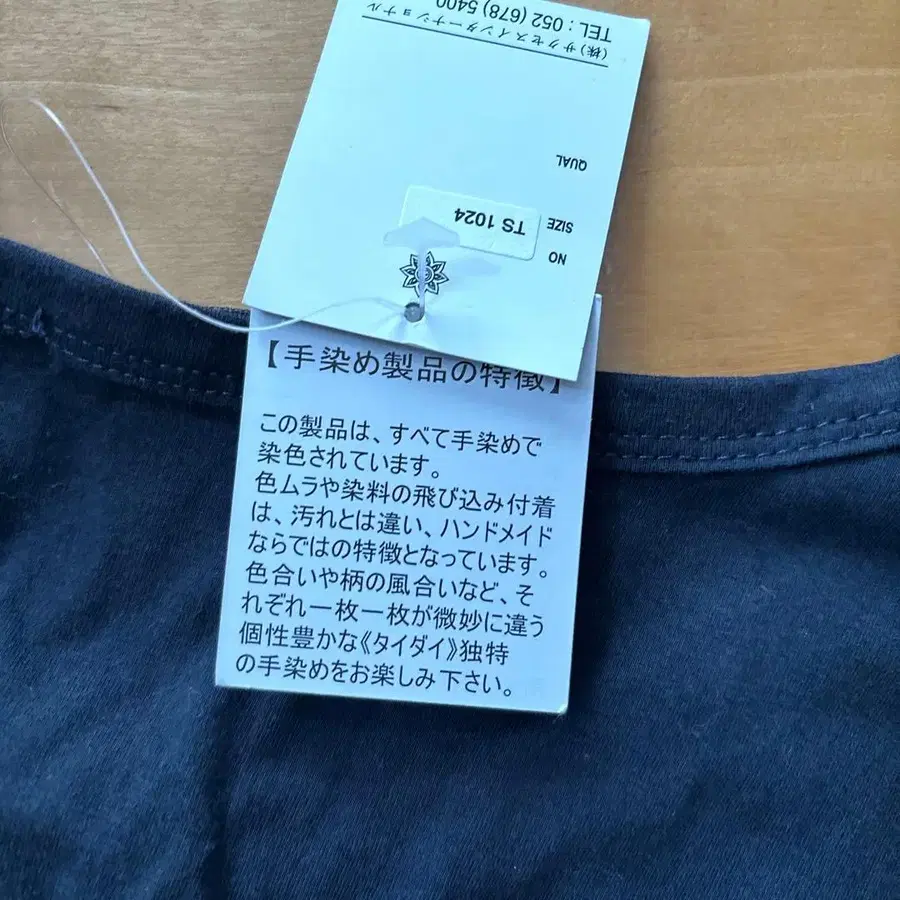 TEL : 052 (678) 5400
(株)サクセスインターナショナル
QUAL
SIZE
TS 1024
NO
【手染め製品の特徴】
この製品は、すべて手染めで
染色されています。
色ムラや染料の飛び込み付着
は、汚れとは違い、ハンドメイド
ならではの特徴となっています。
色合いや柄の風合いなど、そ
れぞれ一枚一枚が微妙に違う
個性豊かな《タイダイ》独特
の手染めをお楽しみ下さい。